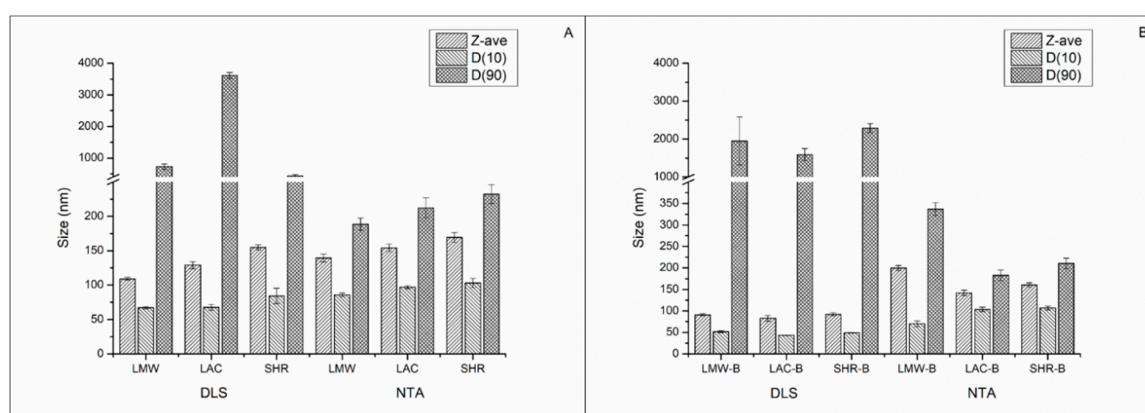 A
Z-ave
D(10)
D(90)
4000
3000
2000
1000
200
150
100
50
0
Size (nm)
LMW LAC SHR LMW LAC SHR
DLS NTA
B
Z-ave
D(10)
D(90)
4000
3000
2000
1000
350
300
250
200
150
100
50
0
Size (nm)
LMW-B LAC-B SHR-B LMW-B LAC-B SHR-B
DLS NTA